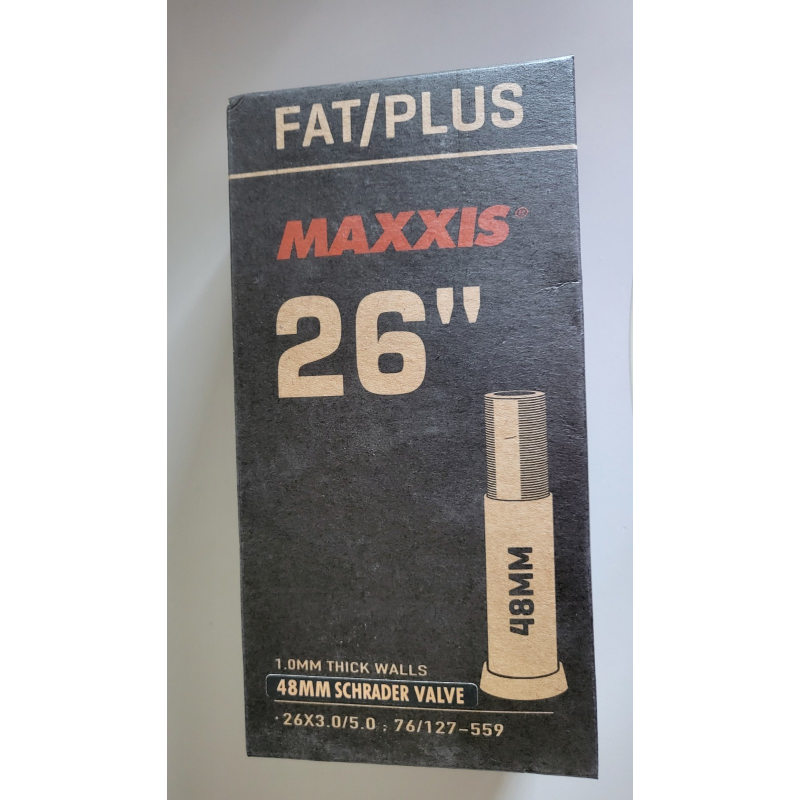 FAT/PLUS
MAXXIS®
26"
48MM
1.0MM THICK WALLS
48MM SCHRADER VALVE
·26X3.0/5.0 ; 76/127-559